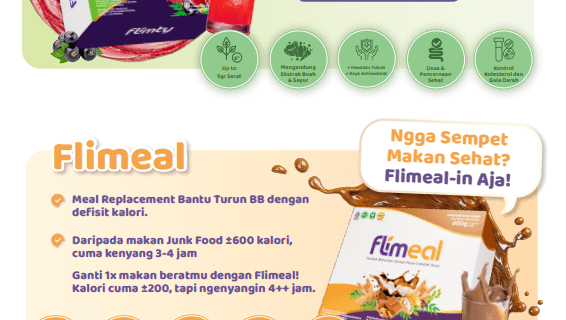 Flimty
Up to
5gr Serat
Mengandung
Ekstrak Buah
& Sayur
+ Imunitas Tubuh
+ Kaya Antioksidan
Usus &
Pencernaan
Sehat
Kontrol
Kolesterol dan
Gula Darah
Flimeal
Ngga Sempet
Makan Sehat?
Flimeal-in Aja!
Meal Replacement Bantu Turun BB dengan
defisit kalori.
Daripada makan Junk Food ±600 kalori,
cuma kenyang 3-4 jam
Ganti 1x makan beratmu dengan Flimeal!
Kalori cuma ±200, tapi ngenyangin 4++ jam.
Flimeal